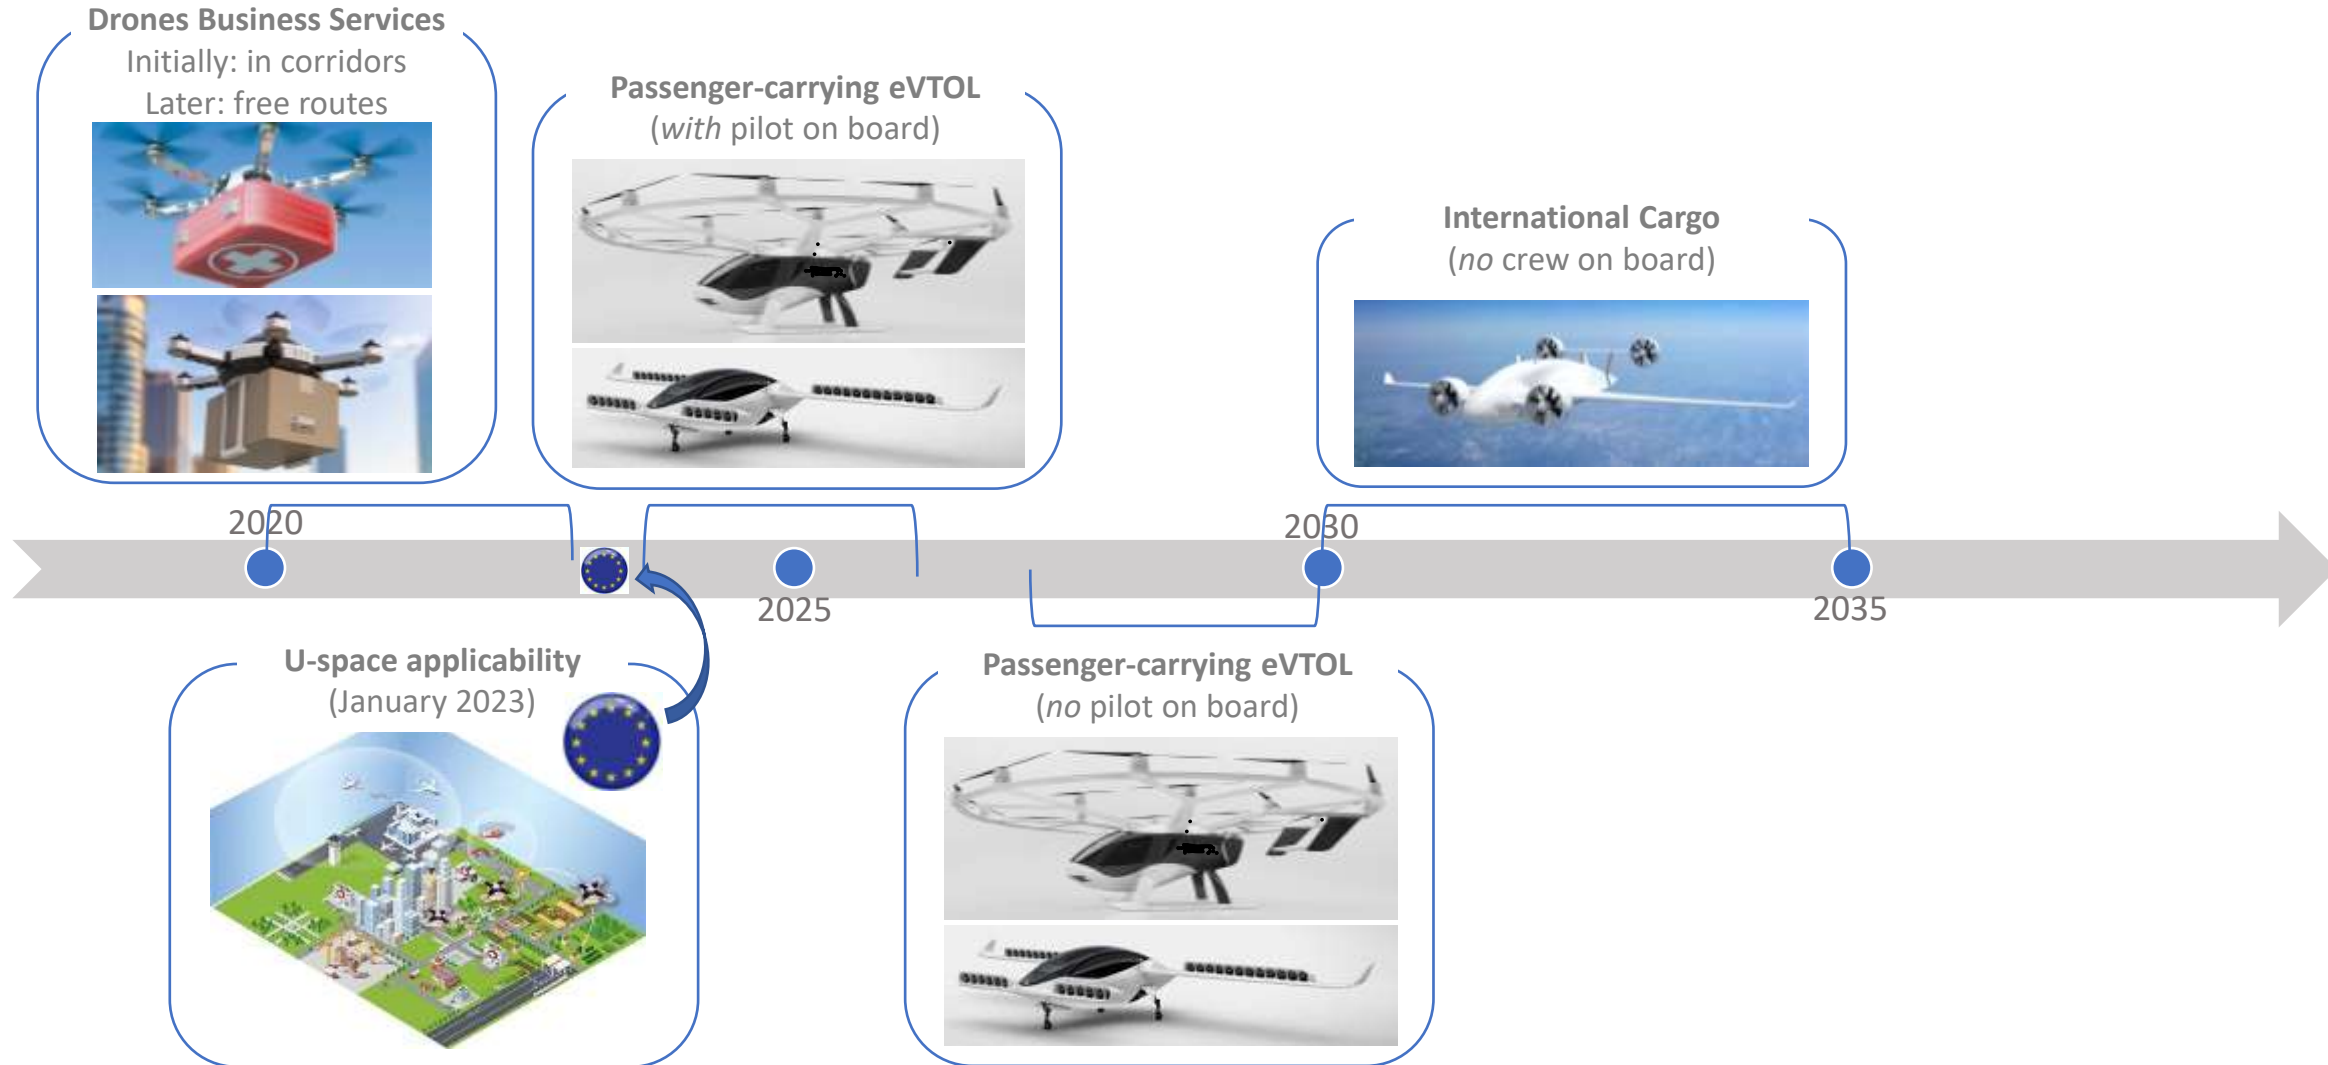 Drones Business Services
Initially: in corridors
Later: free routes
Passenger-carrying eVTOL
(with pilot on board)
International Cargo
(no crew on board)
2020
2025
2030
2035
U-space applicability
(January 2023)
Passenger-carrying eVTOL
(no pilot on board)